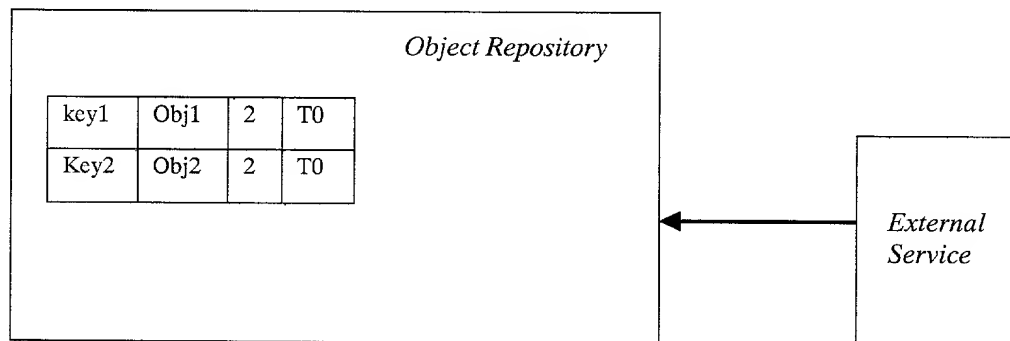 Object Repository
key1 Obj1 2 T0
Key2 Obj2 2 T0
External
Service